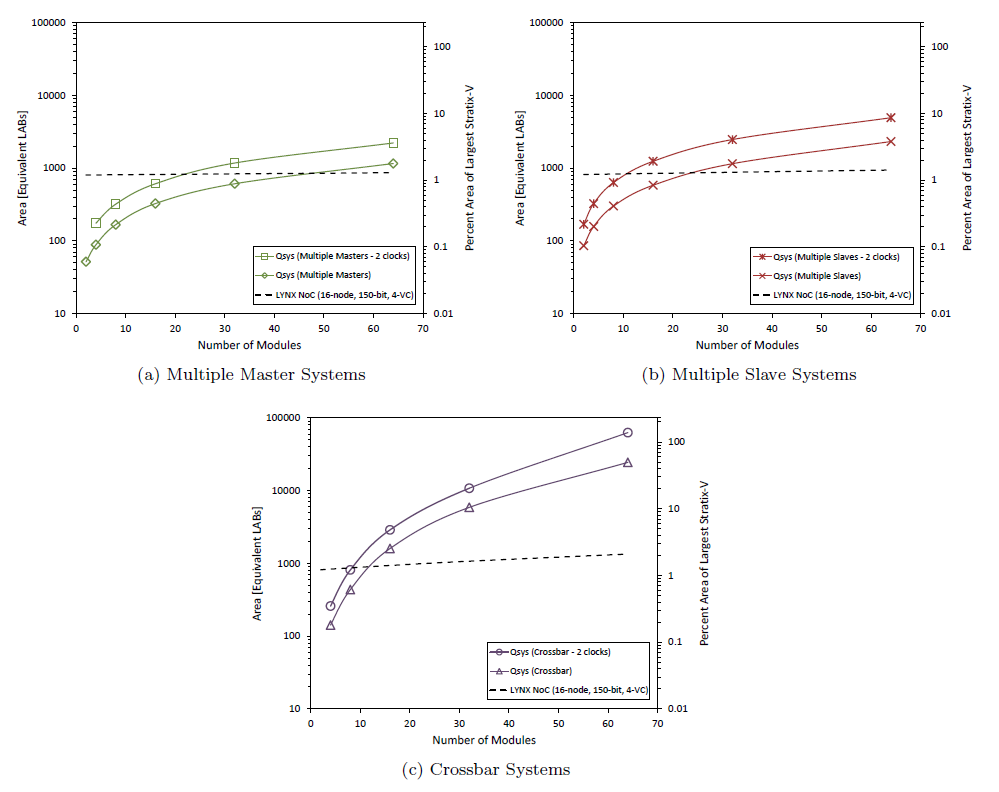 100000
10000
1000
100
10
Area [Equivalent LABs]
100
10
1
0.1
0.01
Percent Area of Largest Stratix-V
0 10 20 30 40 50 60 70
Number of Modules
Qsys (Multiple Masters - 2 clocks)
Qsys (Multiple Masters)
LYNX NoC (16-node, 150-bit, 4-VC)
(a) Multiple Master Systems
100000
10000
1000
100
10
Area [Equivalent LABs]
100
10
1
0.1
0.01
Percent Area of Largest Stratix-V
0 10 20 30 40 50 60 70
Number of Modules
Qsys (Multiple Slaves - 2 clocks)
Qsys (Multiple Slaves)
LYNX NoC (16-node, 150-bit, 4-VC)
(b) Multiple Slave Systems
100000
10000
1000
100
10
Area [Equivalent LABs]
100
10
1
0.1
0.01
Percent Area of Largest Stratix-V
0 10 20 30 40 50 60 70
Number of Modules
Qsys (Crossbar - 2 clocks)
Qsys (Crossbar)
LYNX NoC (16-node, 150-bit, 4-VC)
(c) Crossbar Systems